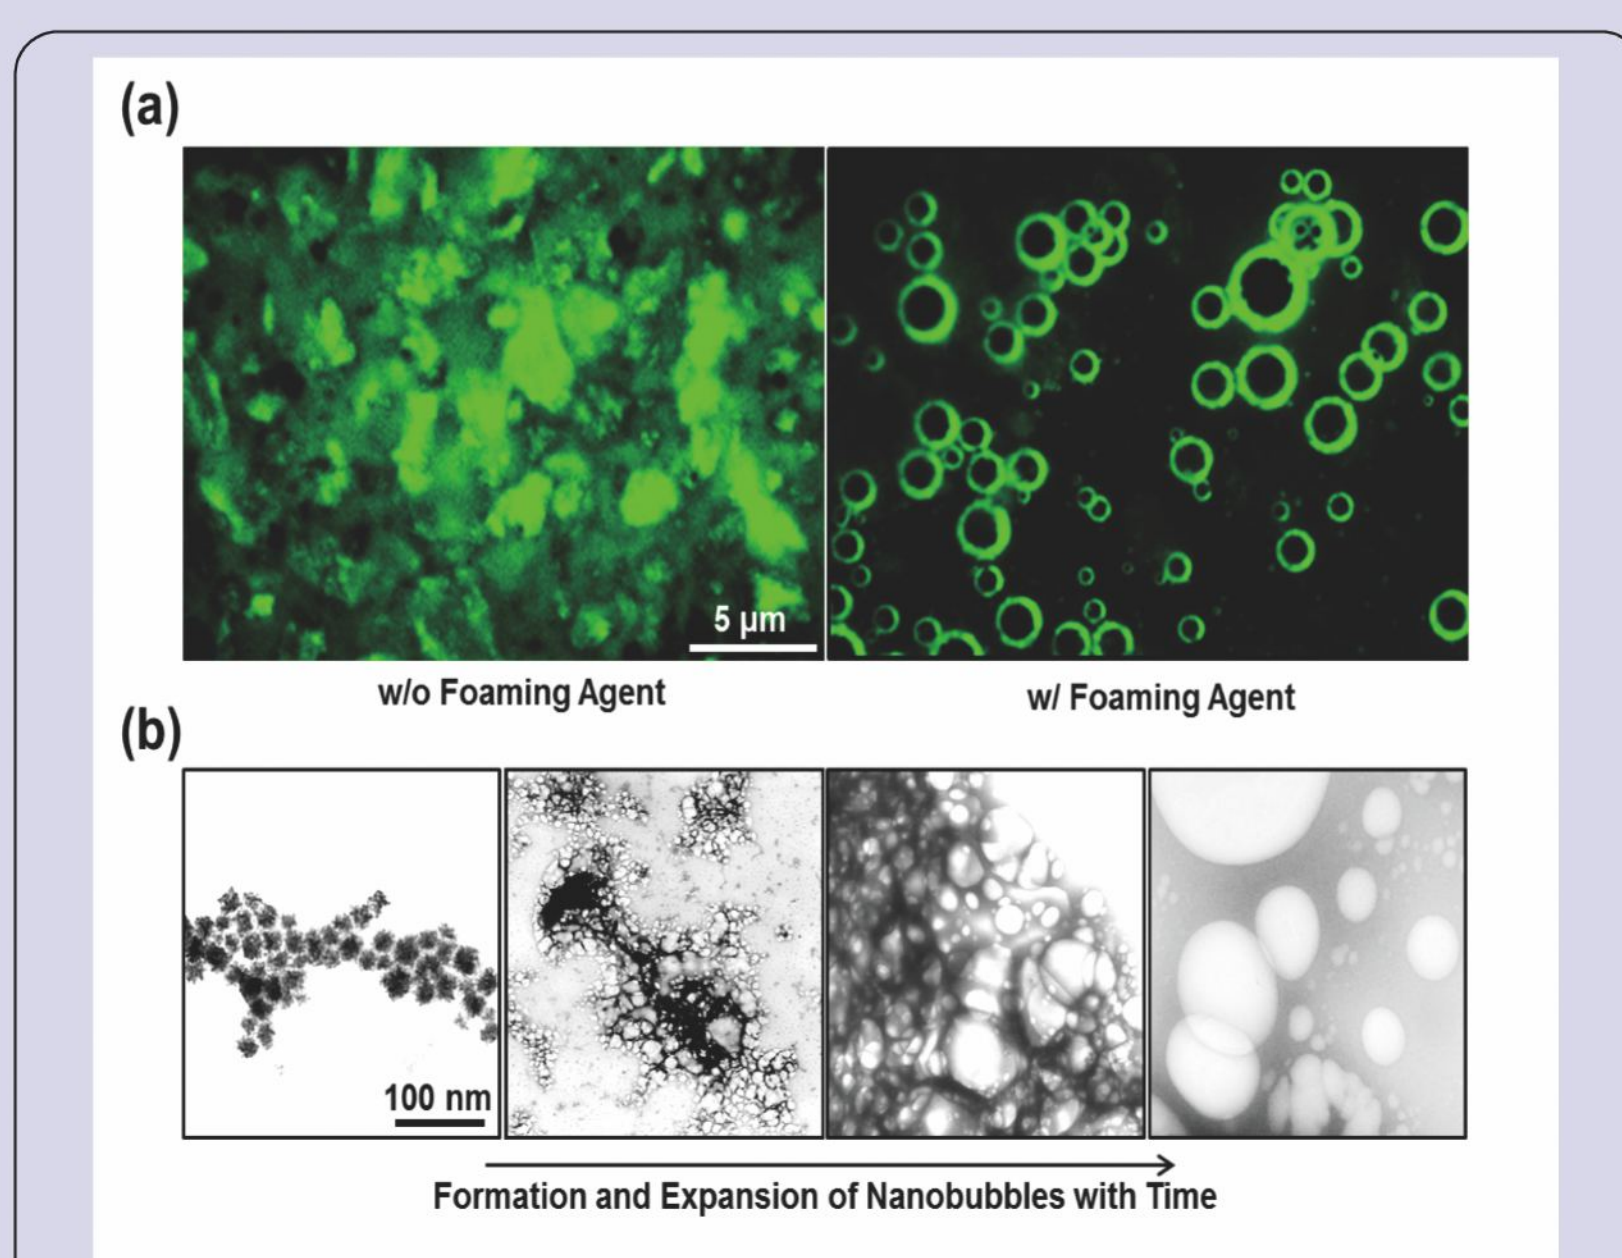 (a)
5 µm
w/o Foaming Agent
w/ Foaming Agent
(b)
100 nm
Formation and Expansion of Nanobubbles with Time